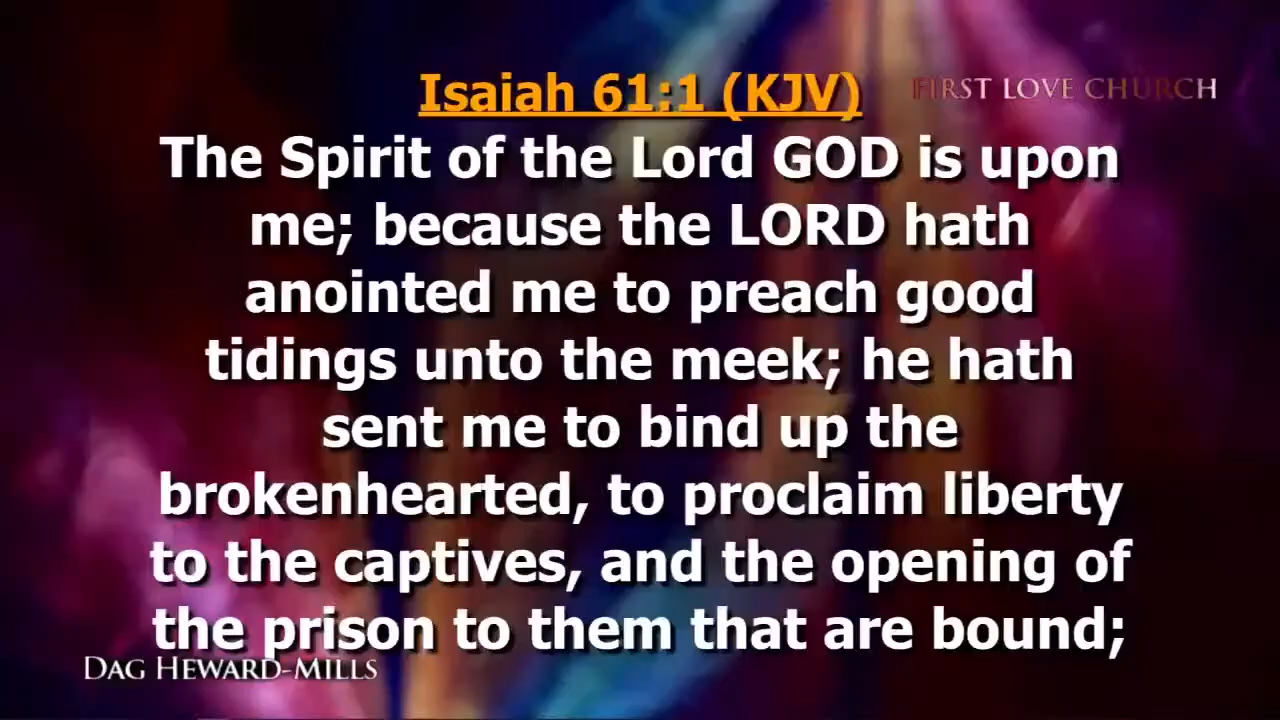 Isaiah 61:1 (KJV)
FIRST LOVE CHURCH
The Spirit of the Lord GOD is upon
me; because the LORD hath
anointed me to preach good
tidings unto the meek; he hath
sent me to bind up the
brokenhearted, to proclaim liberty
to the captives, and the opening of
the prison to them that are bound;
DAG HEWARD-MILLS